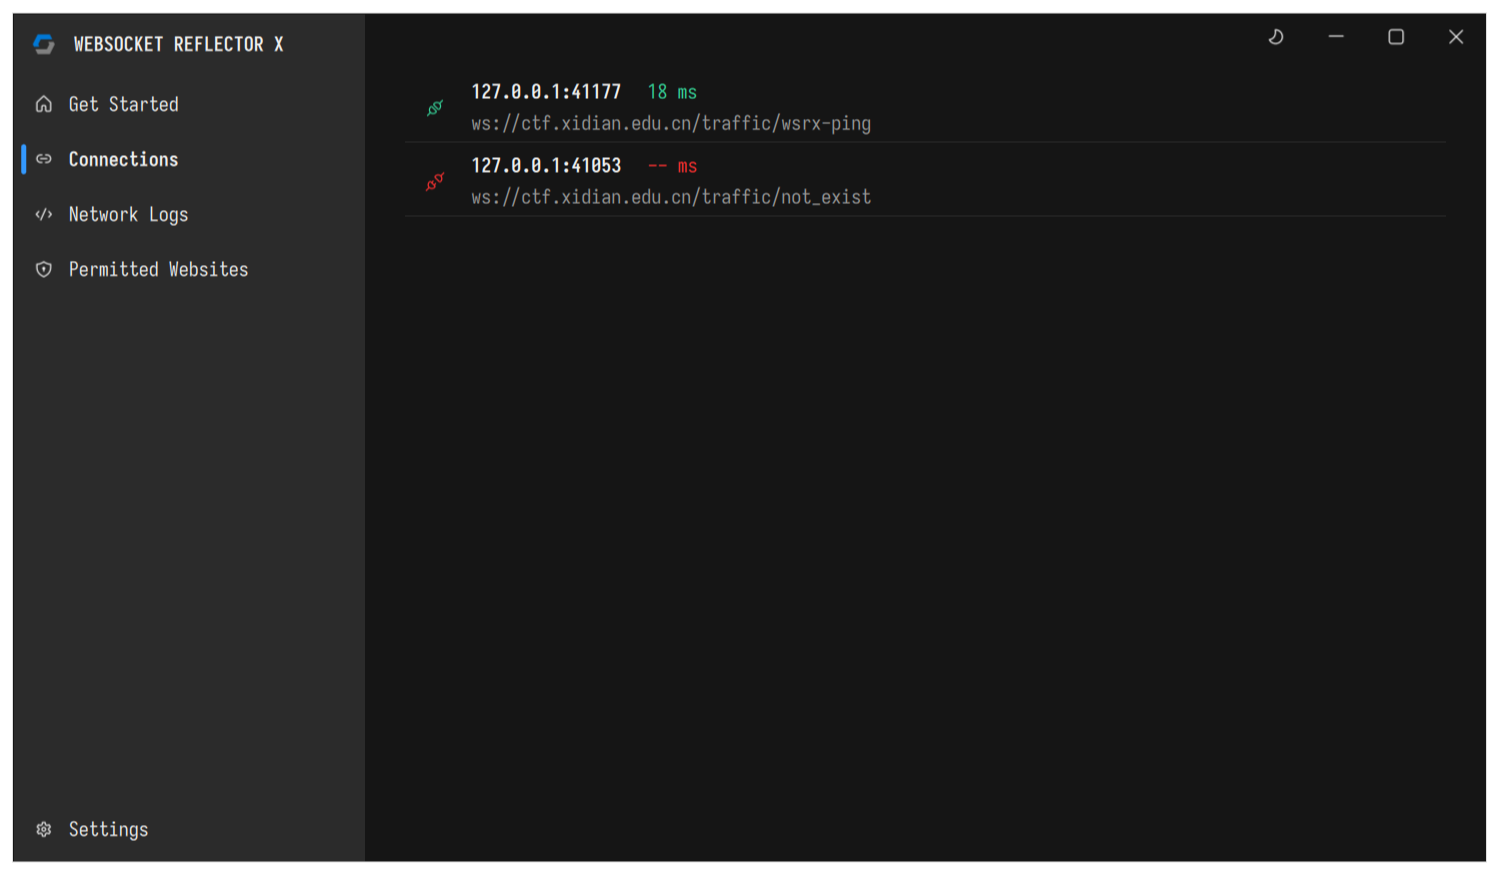 WEBSOCKET REFLECTOR X
Get Started
Connections
Network Logs
Permitted Websites
Settings
127.0.0.1:41177 18 ms
ws://ctf.xidian.edu.cn/traffic/wsrx-ping
127.0.0.1:41053 -- ms
ws://ctf.xidian.edu.cn/traffic/not_exist